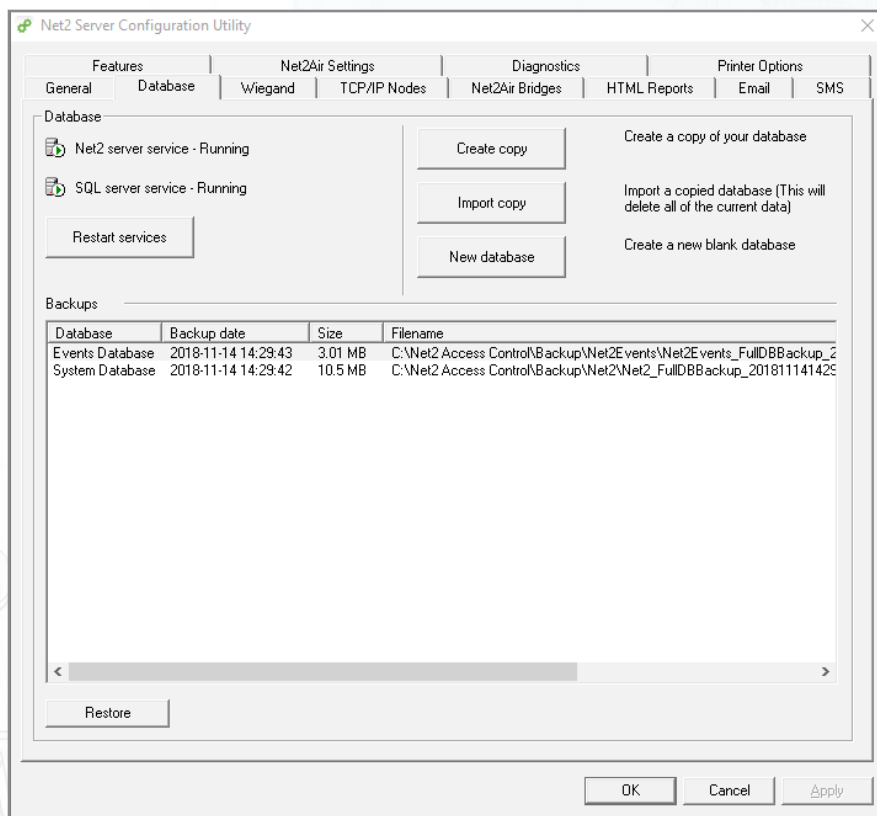 Net2 Server Configuration Utility
Features Net2Air Settings Diagnostics Printer Options
General Database Wiegand TCP/IP Nodes Net2Air Bridges HTML Reports Email SMS
Database
Net2 server service - Running
SQL server service - Running
Restart services
Create copy
Create a copy of your database
Import copy
Import a copied database (This will
delete all of the current data)
New database
Create a new blank database
Backups
Database Backup date Size Filename
Events Database 2018-11-14 14:29:43 3.01 MB C:\Net2 Access Control\Backup\Net2Events\Net2Events_FullDBBackup_2
System Database 2018-11-14 14:29:42 10.5 MB C:\Net2 Access Control\Backup\Net2\Net2_FullDBBackup_201811141429
Restore
OK Cancel Apply